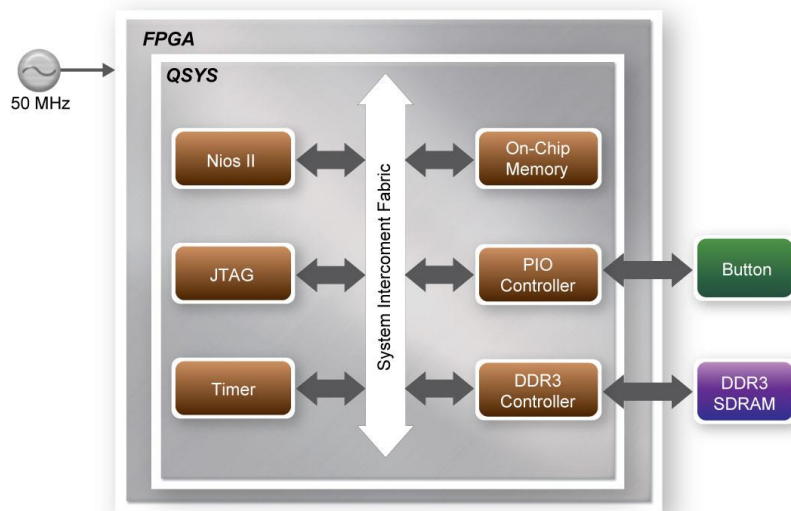 FPGA
QSYS
50 MHz
Nios II
On-Chip
Memory
System Intercoment Fabric
JTAG
PIO
Controller
Button
Timer
DDR3
Controller
DDR3
SDRAM